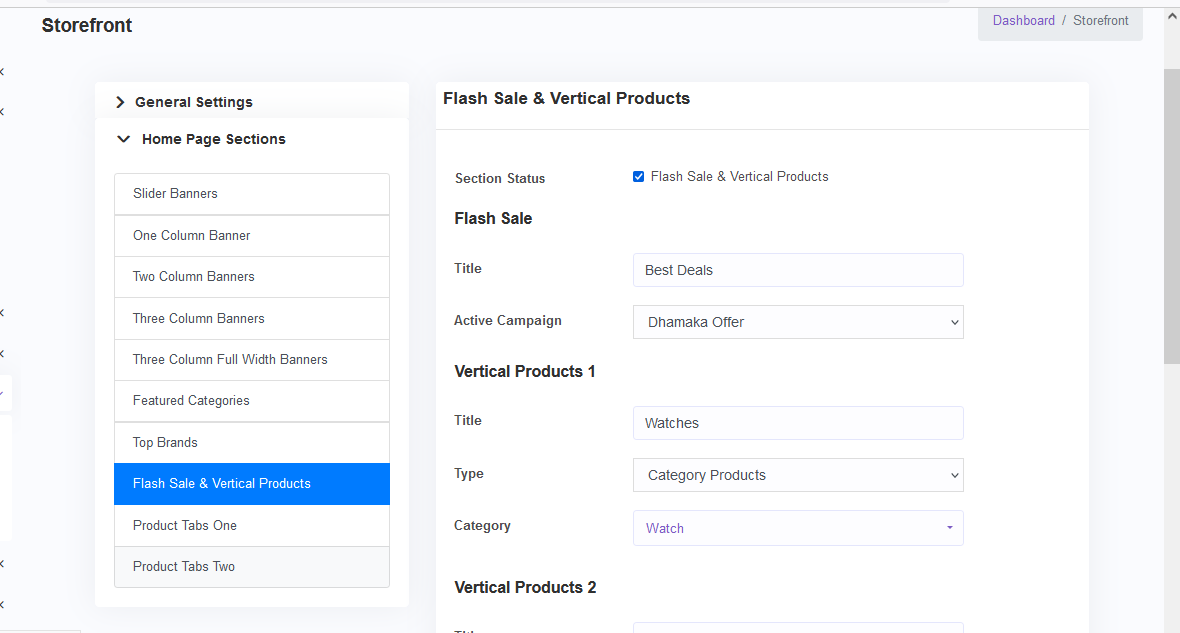 Storefront
Dashboard / Storefront
General Settings
Home Page Sections
Slider Banners
One Column Banner
Two Column Banners
Three Column Banners
Three Column Full Width Banners
Featured Categories
Top Brands
Flash Sale & Vertical Products
Product Tabs One
Product Tabs Two
Flash Sale & Vertical Products
Section Status
Flash Sale & Vertical Products
Flash Sale
Title
Best Deals
Active Campaign
Dhamaka Offer
Vertical Products 1
Title
Watches
Type
Category Products
Category
Watch
Vertical Products 2